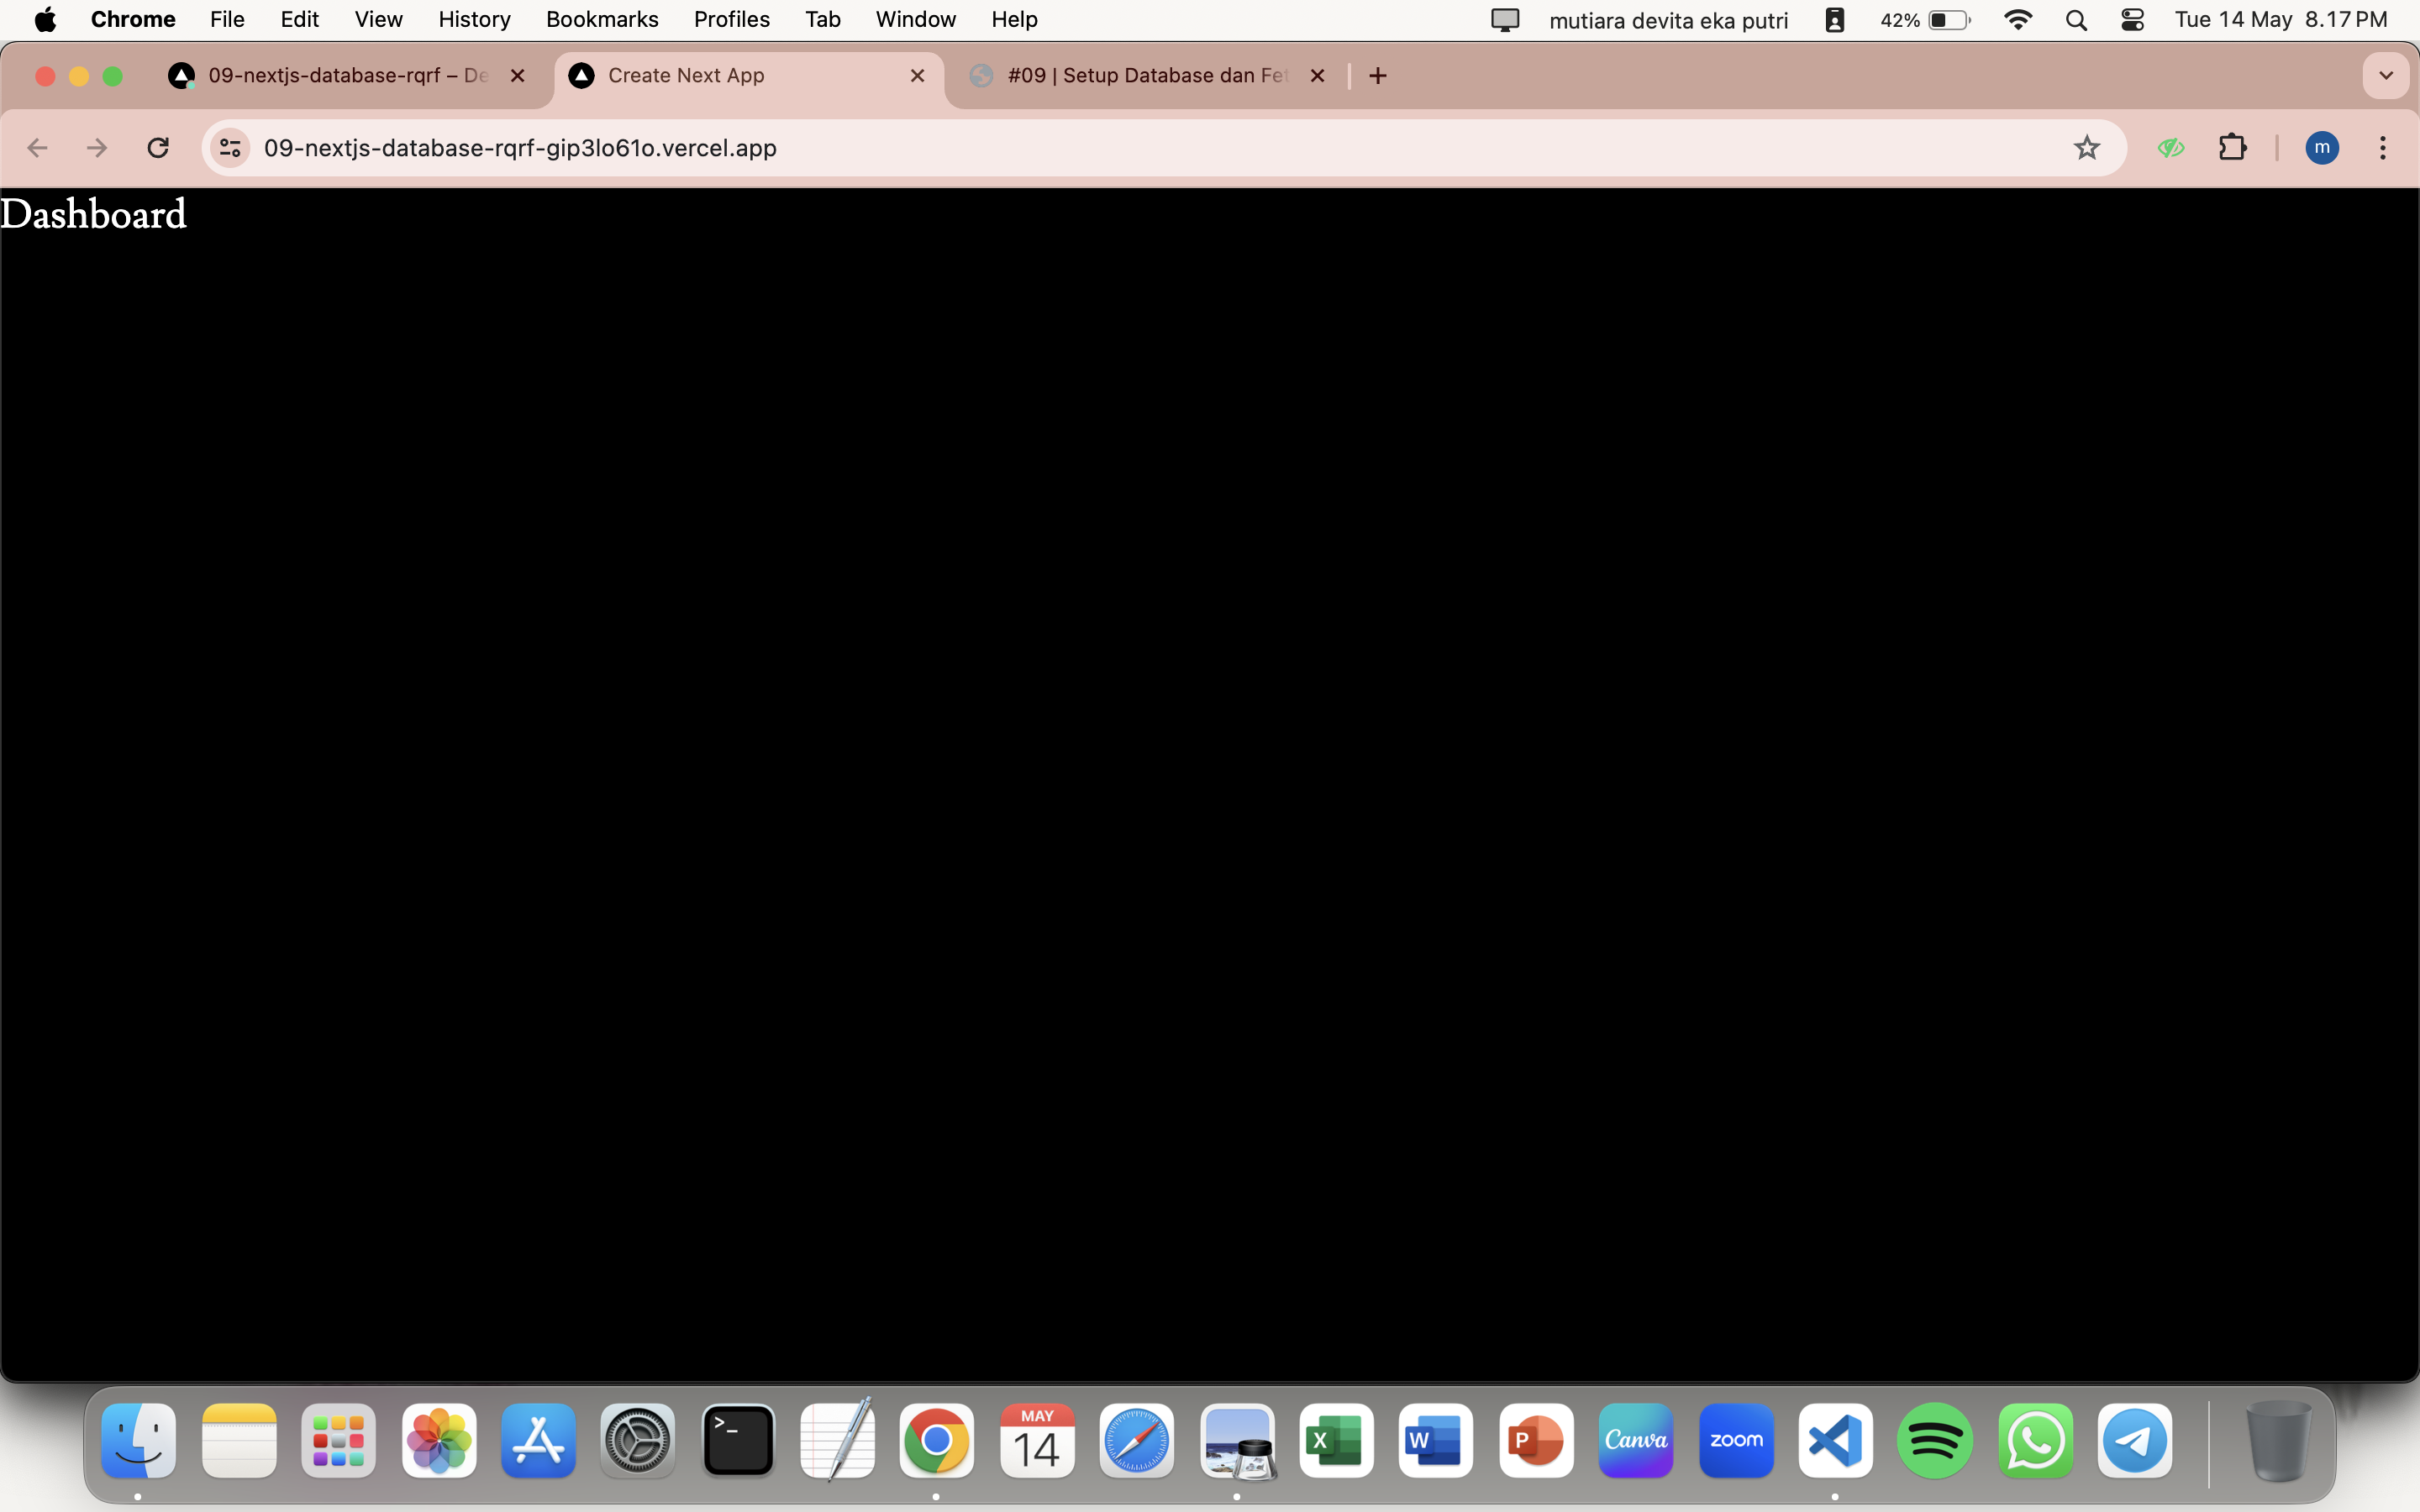 Chrome File Edit View History Bookmarks Profiles Tab Window Help mutiara devita eka putri 42% Tue 14 May 8.17 PM
09-nextjs-database-rqrf – De Create Next App #09 | Setup Database dan Fet
09-nextjs-database-rqrf-gip3lo61o.vercel.app m
Dashboard
>_ MAY 14 X W P Canva zoom